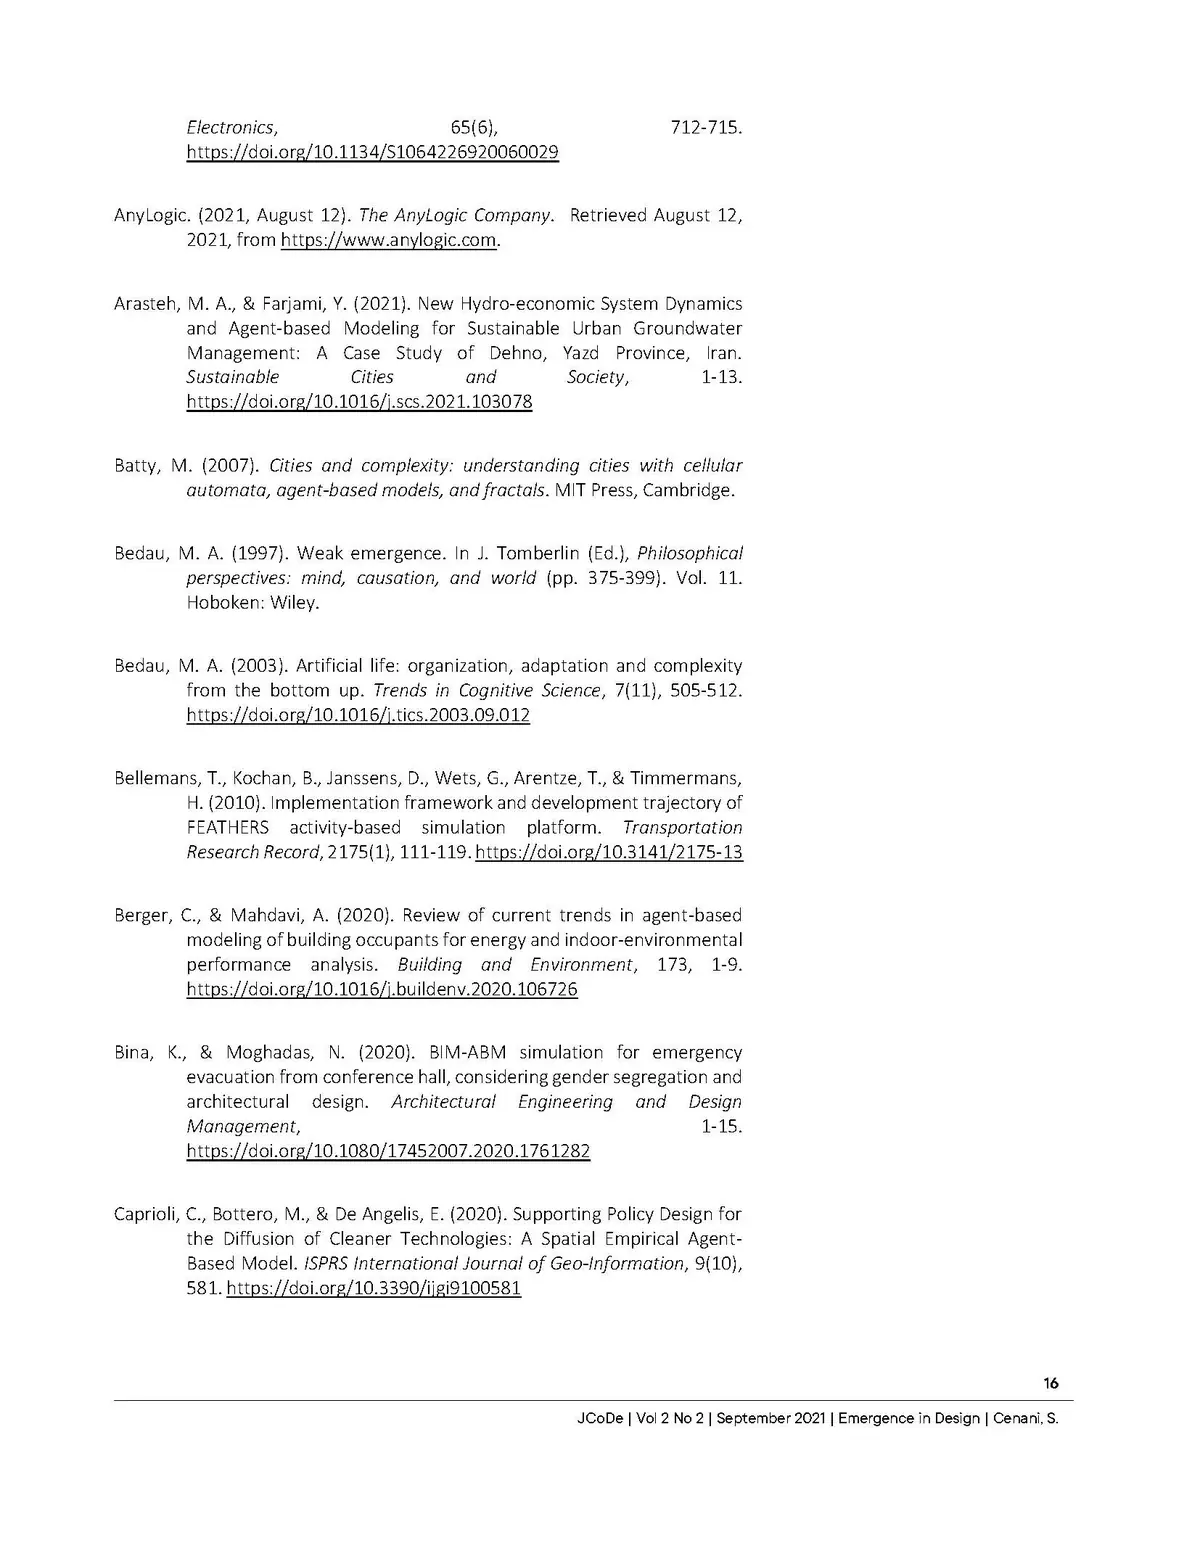 Electronics, 65(6), 712-715.
https://doi.org/10.1134/S1064226920060029
AnyLogic. (2021, August 12). The AnyLogic Company. Retrieved August 12,
2021, from https://www.anylogic.com.
Arasteh, M. A., & Farjami, Y. (2021). New Hydro-economic System Dynamics
and Agent-based Modeling for Sustainable Urban Groundwater
Management: A Case Study of Dehno, Yazd Province, Iran.
Sustainable Cities and Society, 1-13.
https://doi.org/10.1016/j.scs.2021.103078
Batty, M. (2007). Cities and complexity: understanding cities with cellular
automata, agent-based models, and fractals. MIT Press, Cambridge.
Bedau, M. A. (1997). Weak emergence. In J. Tomberlin (Ed.), Philosophical
perspectives: mind, causation, and world (pp. 375-399). Vol. 11.
Hoboken: Wiley.
Bedau, M. A. (2003). Artificial life: organization, adaptation and complexity
from the bottom up. Trends in Cognitive Science, 7(11), 505-512.
https://doi.org/10.1016/j.tics.2003.09.012
Bellemans, T., Kochan, B., Janssens, D., Wets, G., Arentze, T., & Timmermans,
H. (2010). Implementation framework and development trajectory of
FEATHERS activity-based simulation platform. Transportation
Research Record, 2175(1), 111-119. https://doi.org/10.3141/2175-13
Berger, C., & Mahdavi, A. (2020). Review of current trends in agent-based
modeling of building occupants for energy and indoor-environmental
performance analysis. Building and Environment, 173, 1-9.
https://doi.org/10.1016/j.buildenv.2020.106726
Bina, K., & Moghadas, N. (2020). BIM-ABM simulation for emergency
evacuation from conference hall, considering gender segregation and
architectural design. Architectural Engineering and Design
Management, 1-15.
https://doi.org/10.1080/17452007.2020.1761282
Caprioli, C., Bottero, M., & De Angelis, E. (2020). Supporting Policy Design for
the Diffusion of Cleaner Technologies: A Spatial Empirical Agent-
Based Model. ISPRS International Journal of Geo-Information, 9(10),
581. https://doi.org/10.3390/ijgi9100581
16
JCoDe | Vol 2 No 2 | September 2021 | Emergence in Design | Cenani, S.